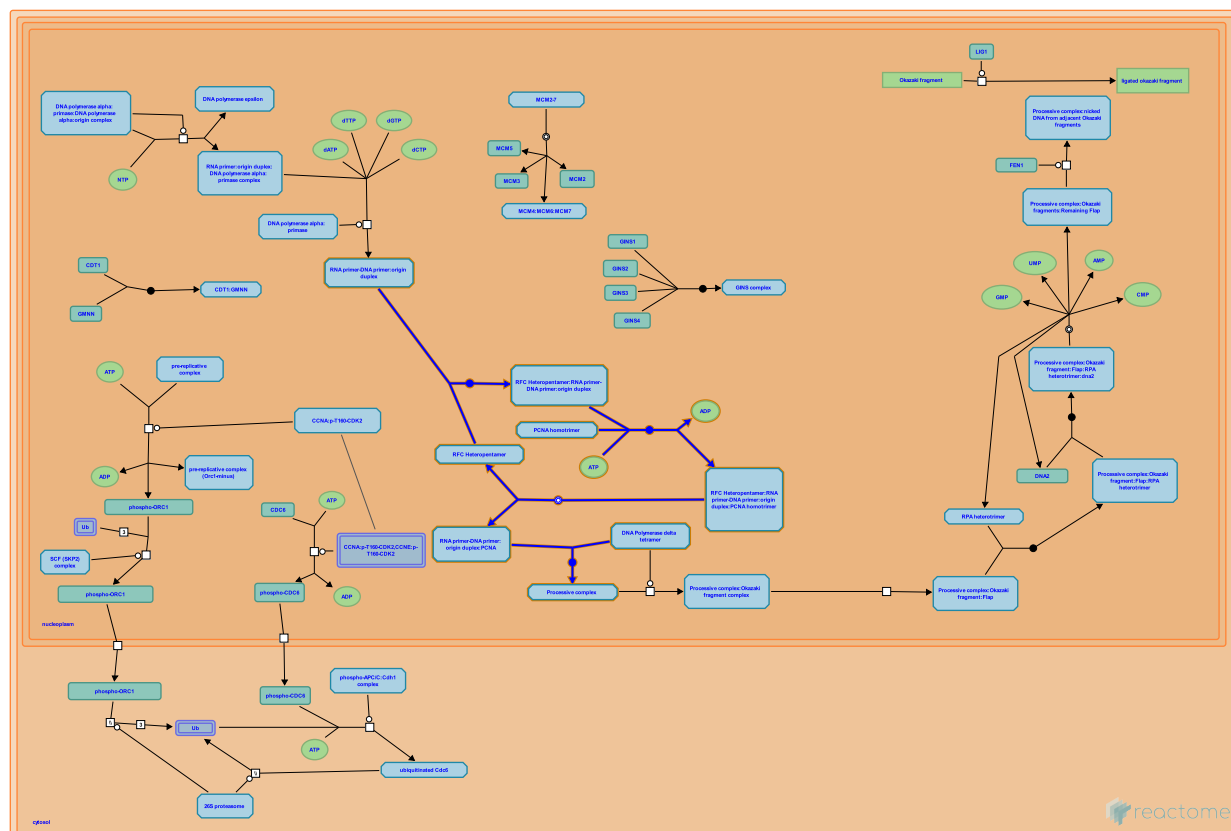 LIG1
Okazaki fragment
ligated okazaki fragment
DNA polymerase alpha:
primase:DNA polymerase
alpha:origin complex
DNA polymerase epsilon
NTP
RNA primer:origin duplex:
DNA polymerase alpha:
primase complex
dTTP
dGTP
dATP
dCTP
DNA polymerase alpha:
primase
RNA primer-DNA primer:origin
duplex
MCM2-7
MCM5
MCM3
MCM2
MCM4:MCM6:MCM7
Processive complex:nicked
DNA from adjacent Okazaki
fragments
FEN1
Processive complex:Okazaki
fragments:Remaining Flap
CDT1
GMNN
CDT1:GMNN
GINS1
GINS2
GINS3
GINS4
GINS complex
UMP
AMP
GMP
CMP
Processive complex:Okazaki
fragment:Flap:RPA
heterotrimer:dna2
DNA2
Processive complex:Okazaki
fragment:Flap:RPA
heterotrimer
RPA heterotrimer
Processive complex:Okazaki
fragment:Flap
ATP
pre-replicative
complex
CCNA:p-T160-CDK2
ADP
pre-replicative complex
(Orc1-minus)
phospho-ORC1
Ub
3
SCF (SKP2)
complex
phospho-ORC1
CDC6
ATP
CCNA:p-T160-CDK2,CCNE:p-
T160-CDK2
phospho-CDC6
ADP
RFC Heteropentamer:RNA primer-
DNA primer:origin duplex
PCNA homotrimer
ATP
ADP
RFC Heteropentamer
RFC Heteropentamer:RNA
primer-DNA primer:origin
duplex:PCNA homotrimer
RNA primer-DNA primer:
origin duplex:PCNA
DNA Polymerase delta
tetramer
Processive complex
Processive complex:Okazaki
fragment complex
nucleoplasm
phospho-ORC1
3
Ub
phospho-CDC6
phospho-APC/C:Cdh1
complex
ATP
ubiquitinated Cdc6
26S proteasome
cytosol
reactome